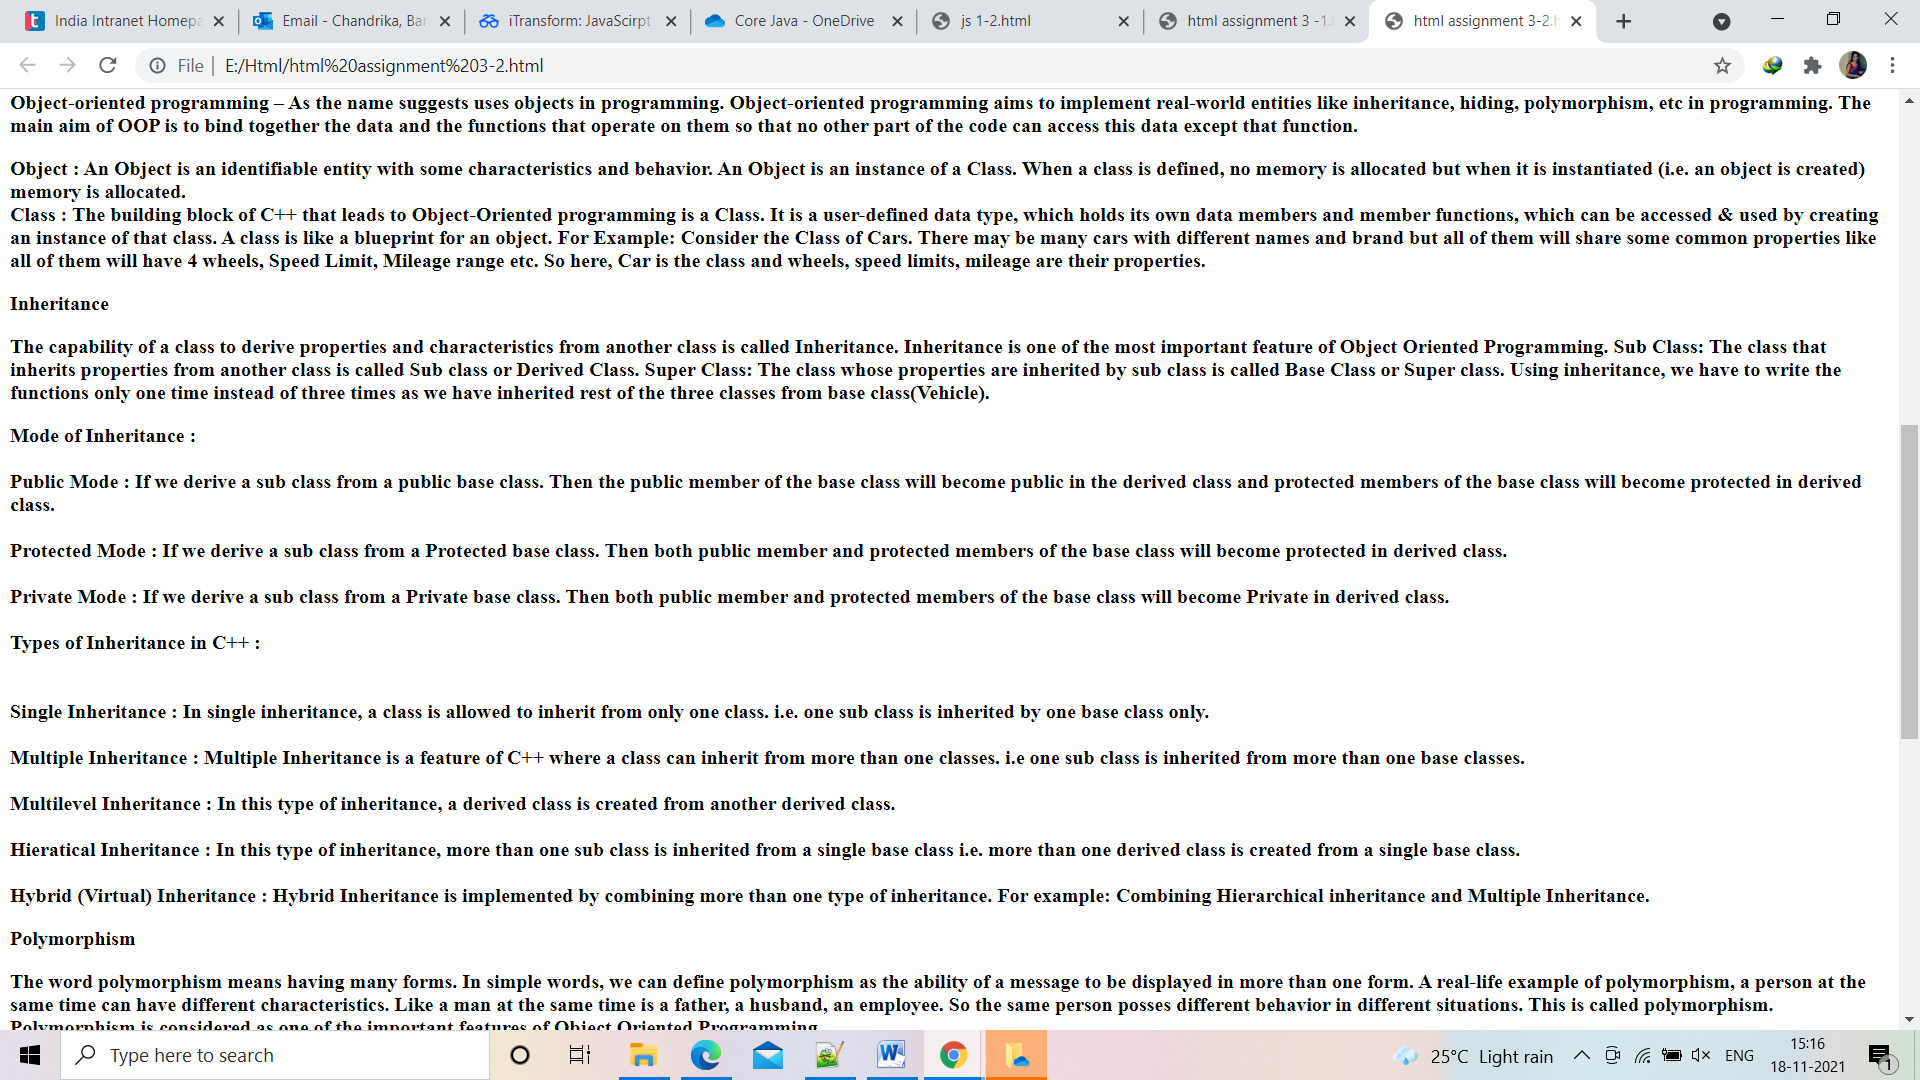 India Intranet Homepa
Email - Chandrika, Ban
iTransform: JavaScirpt
Core Java - OneDrive
js 1-2.html
html assignment 3 -1.
html assignment 3-2.h
File
E:/Html/html%20assignment%203-2.html
Object-oriented programming – As the name suggests uses objects in programming. Object-oriented programming aims to implement real-world entities like inheritance, hiding, polymorphism, etc in programming. The
main aim of OOP is to bind together the data and the functions that operate on them so that no other part of the code can access this data except that function.
Object : An Object is an identifiable entity with some characteristics and behavior. An Object is an instance of a Class. When a class is defined, no memory is allocated but when it is instantiated (i.e. an object is created)
memory is allocated.
Class : The building block of C++ that leads to Object-Oriented programming is a Class. It is a user-defined data type, which holds its own data members and member functions, which can be accessed & used by creating
an instance of that class. A class is like a blueprint for an object. For Example: Consider the Class of Cars. There may be many cars with different names and brand but all of them will share some common properties like
all of them will have 4 wheels, Speed Limit, Mileage range etc. So here, Car is the class and wheels, speed limits, mileage are their properties.
Inheritance
The capability of a class to derive properties and characteristics from another class is called Inheritance. Inheritance is one of the most important feature of Object Oriented Programming. Sub Class: The class that
inherits properties from another class is called Sub class or Derived Class. Super Class: The class whose properties are inherited by sub class is called Base Class or Super class. Using inheritance, we have to write the
functions only one time instead of three times as we have inherited rest of the three classes from base class(Vehicle).
Mode of Inheritance :
Public Mode : If we derive a sub class from a public base class. Then the public member of the base class will become public in the derived class and protected members of the base class will become protected in derived
class.
Protected Mode : If we derive a sub class from a Protected base class. Then both public member and protected members of the base class will become protected in derived class.
Private Mode : If we derive a sub class from a Private base class. Then both public member and protected members of the base class will become Private in derived class.
Types of Inheritance in C++ :
Single Inheritance : In single inheritance, a class is allowed to inherit from only one class. i.e. one sub class is inherited by one base class only.
Multiple Inheritance : Multiple Inheritance is a feature of C++ where a class can inherit from more than one classes. i.e one sub class is inherited from more than one base classes.
Multilevel Inheritance : In this type of inheritance, a derived class is created from another derived class.
Hieratical Inheritance : In this type of inheritance, more than one sub class is inherited from a single base class i.e. more than one derived class is created from a single base class.
Hybrid (Virtual) Inheritance : Hybrid Inheritance is implemented by combining more than one type of inheritance. For example: Combining Hierarchical inheritance and Multiple Inheritance.
Polymorphism
The word polymorphism means having many forms. In simple words, we can define polymorphism as the ability of a message to be displayed in more than one form. A real-life example of polymorphism, a person at the
same time can have different characteristics. Like a man at the same time is a father, a husband, an employee. So the same person posses different behavior in different situations. This is called polymorphism.
Polymorphism is considered as one of the important features of Object Oriented Programming.
Type here to search
25°C Light rain
ENG
15:16
18-11-2021
1